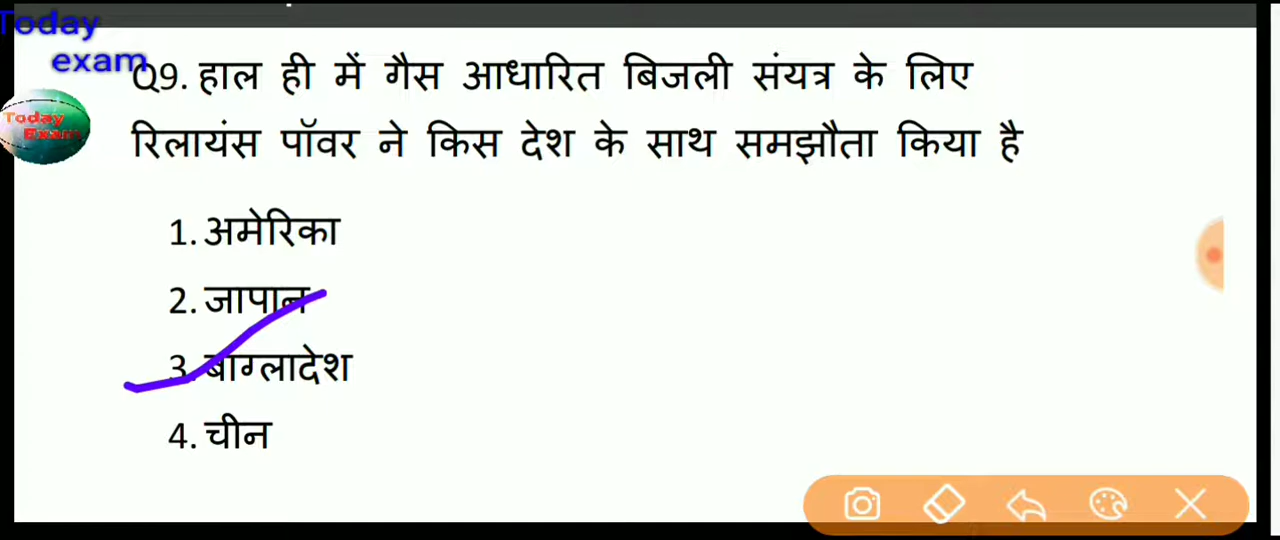 Today
exam
Today
Exam
Q9. हाल ही में गैस आधारित बिजली संयत्र के लिए
रिलायंस पॉवर ने किस देश के साथ समझौता किया है
1. अमेरिका
2. जापान
3. बाग्लादेश
4. चीन